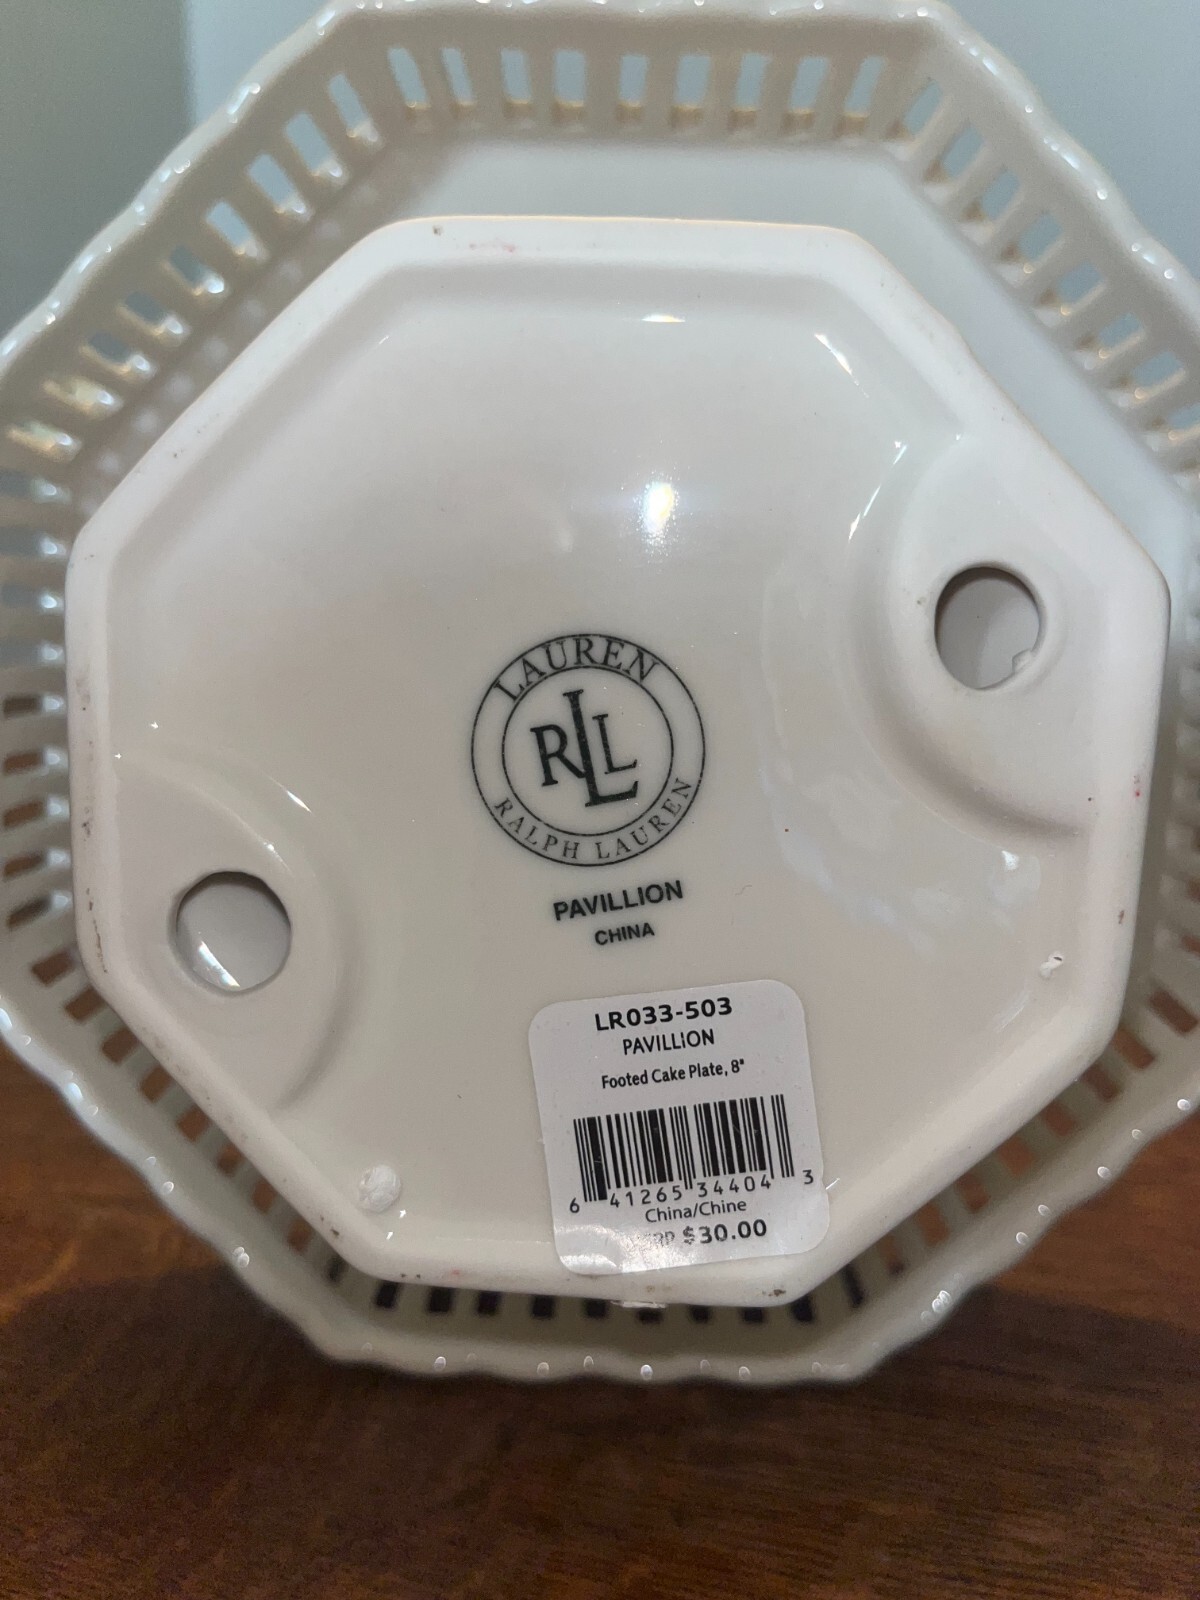 LAUREN
RLL
RALPH LAUREN
PAVILLION
CHINA
LR033-503
PAVILLION
Footed Cake Plate, 8"
6 41265 34404 3
China/Chine
$30.00